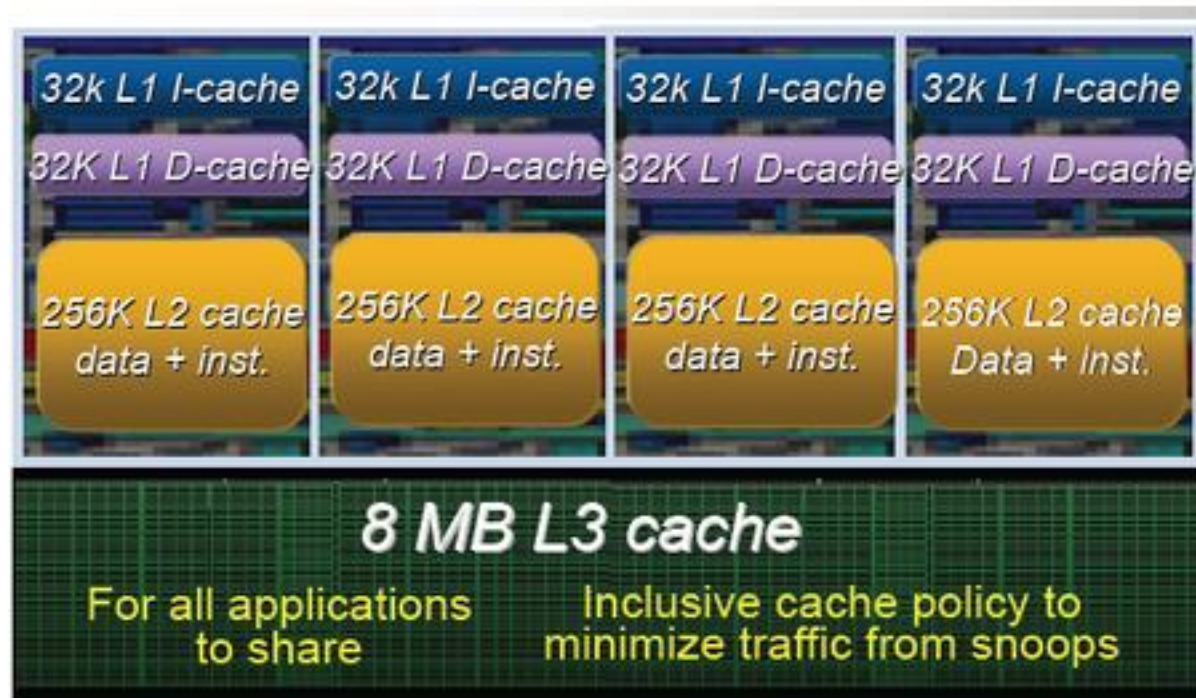 32k L1 I-cache
32K L1 D-cache
256K L2 cache
data + inst.
32k L1 I-cache
32K L1 D-cache
256K L2 cache
data + inst.
32k L1 I-cache
32K L1 D-cache
256K L2 cache
data + inst.
32k L1 I-cache
32K L1 D-cache
256K L2 cache
Data + inst.
8 MB L3 cache
For all applications
to share
Inclusive cache policy to
minimize traffic from snoops